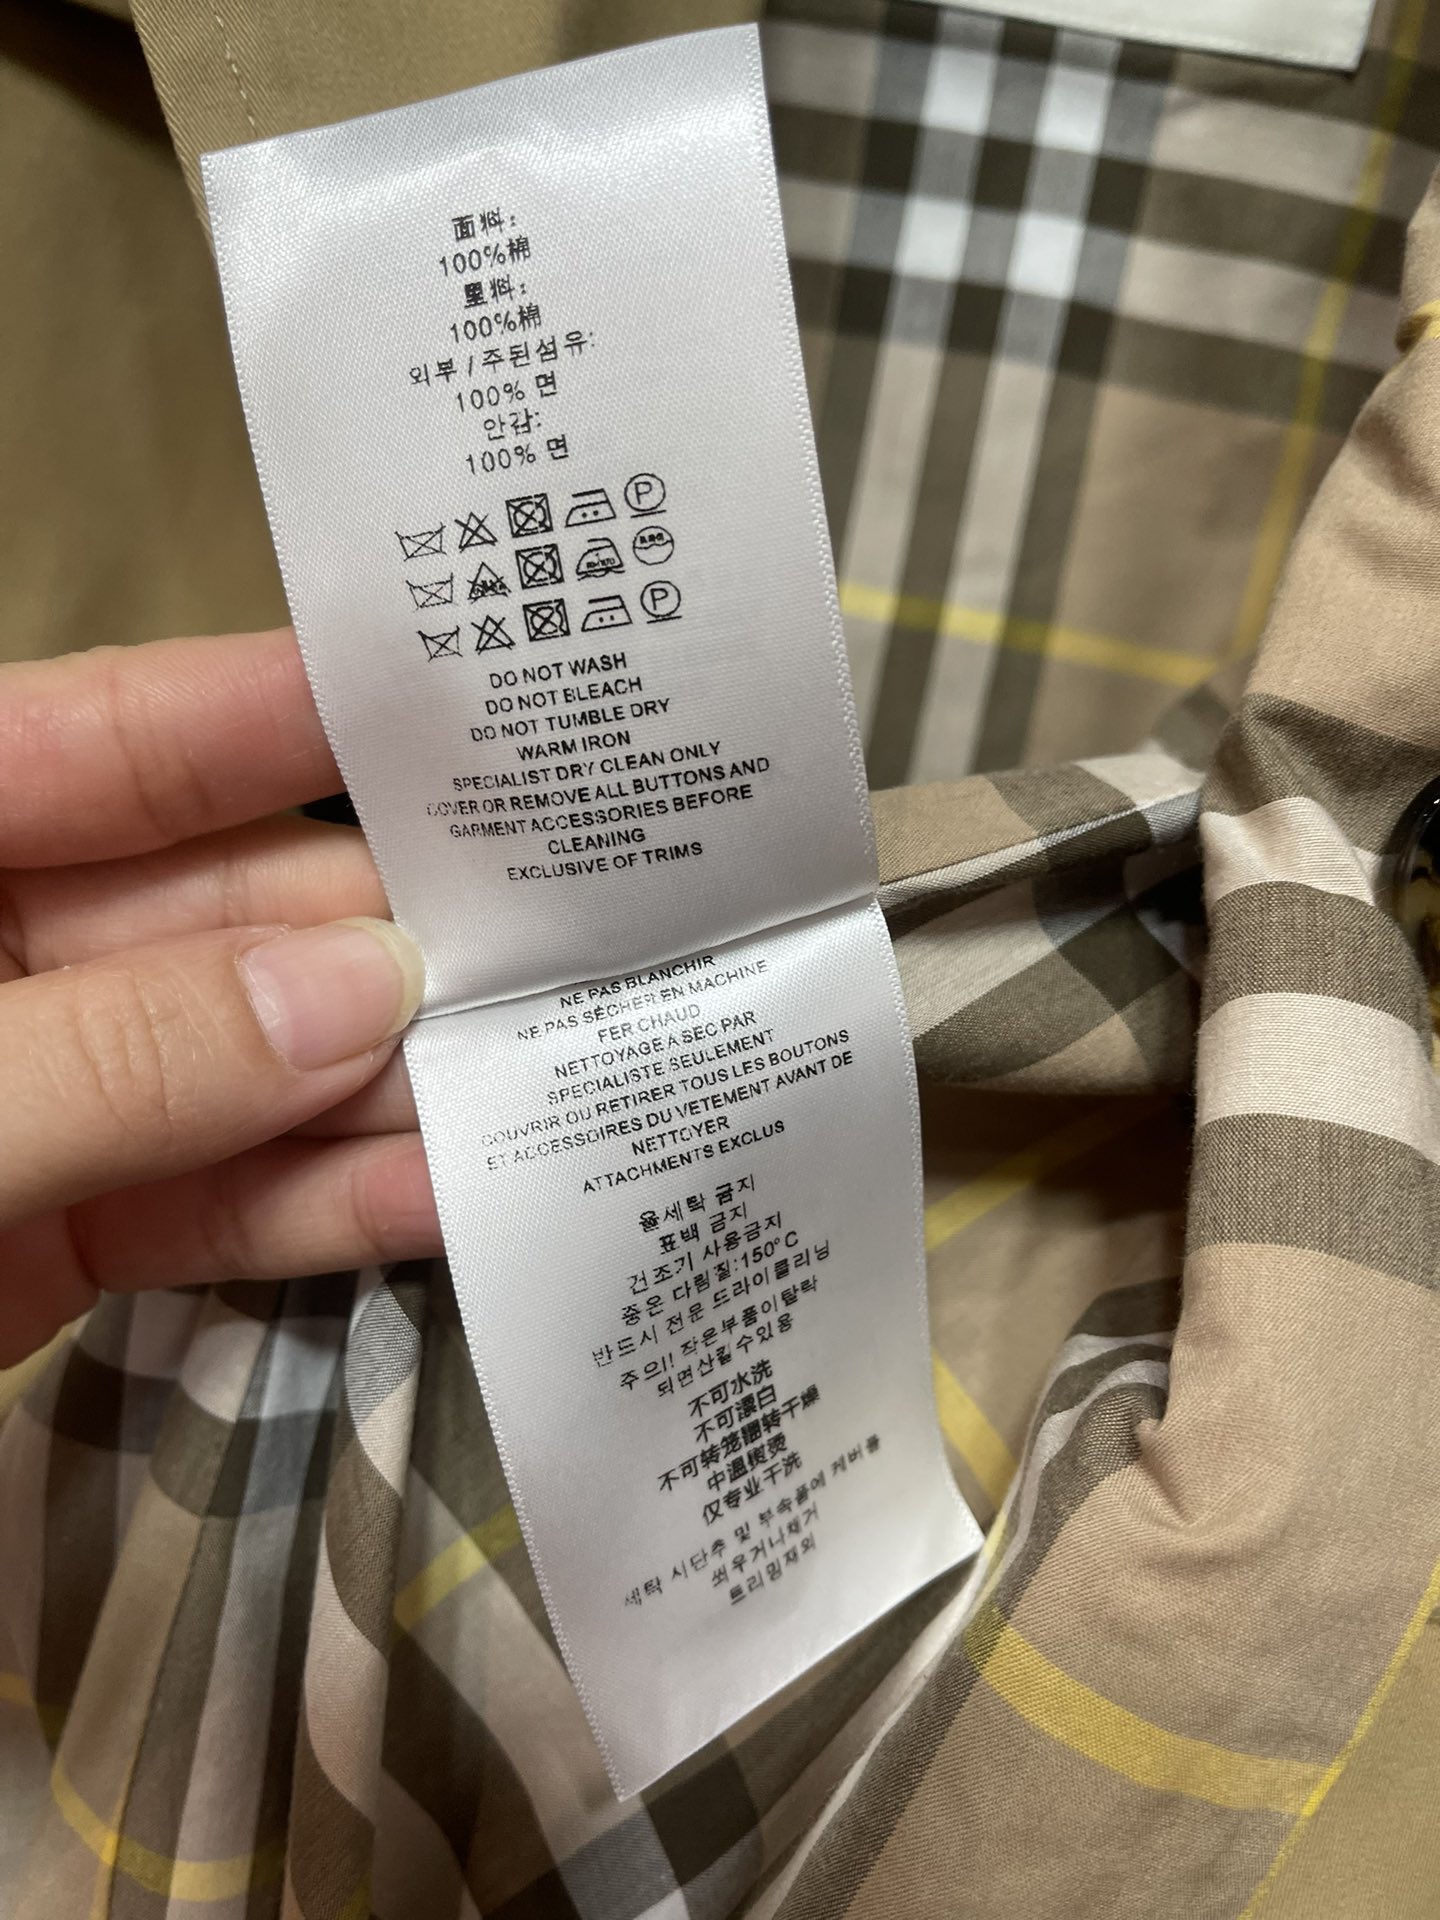 面料:
100%棉
里料:
100%棉
외부 / 주된섬유:
100% 면
안감:
100% 면
P
P
DO NOT WASH
DO NOT BLEACH
DO NOT TUMBLE DRY
WARM IRON
SPECIALIST DRY CLEAN ONLY
COVER OR REMOVE ALL BUTTONS AND
GARMENT ACCESSORIES BEFORE
CLEANING
EXCLUSIVE OF TRIMS
NE PAS BLANCHIR
NE PAS SÉCHER EN MACHINE
FER CHAUD
NETTOYAGE A SEC PAR
SPECIALISTE SEULEMENT
COUVRIR OU RETIRER TOUS LES BOUTONS
ET ACCESSOIRES DU VETEMENT AVANT DE
NETTOYER
ATTACHMENTS EXCLUS
물세탁 금지
표백 금지
건조기 사용금지
중온 다림질:150°C
반드시 전문 드라이클리닝
주의! 작은부품이탈락
되면산킬수있용
不可水洗
不可漂白
不可转笼翻转干燥
中温熨烫
仅专业干洗
세탁 시단추 및 부속품에 커버를
씌우거나채거
트리밍재외